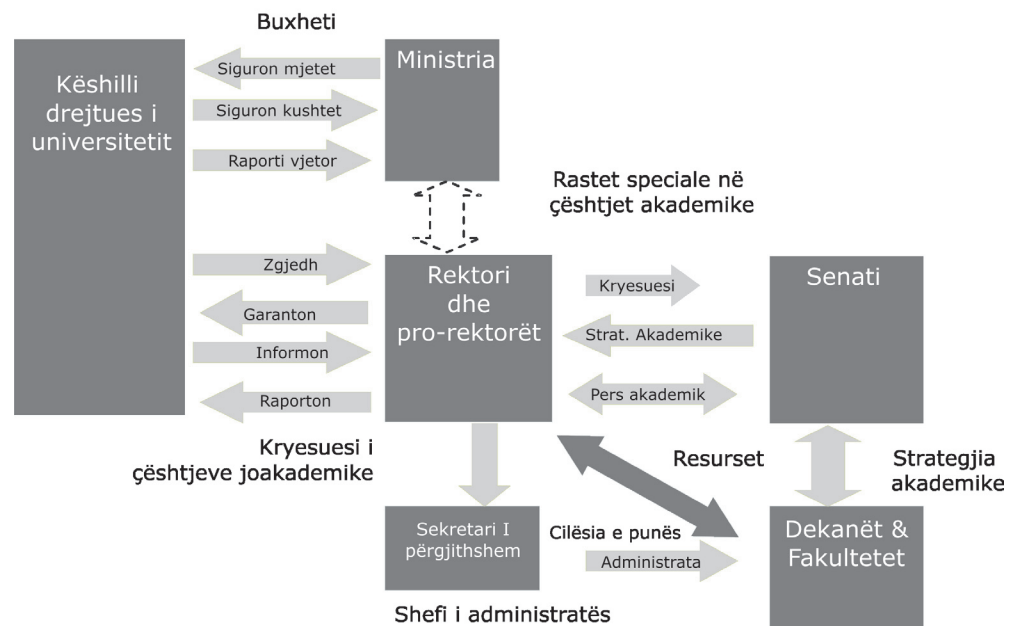 Buxheti
Këshilli
drejtues i
universitetit
Siguron mjetet
Siguron kushtet
Raporti vjetor
Ministria
Rastet speciale në
çështjet akademike
Zgjedh
Garanton
Informon
Raporton
Rektori
dhe
pro-rektorët
Kryesuesi
Strat. Akademike
Pers akademik
Senati
Kryesuesi i
çështjeve joakademike
Resurset
Strategjia
akademike
Sekretari I
përgjithshem
Cilësia e punës
Administrata
Dekanët &
Fakultetet
Shefi i administratës